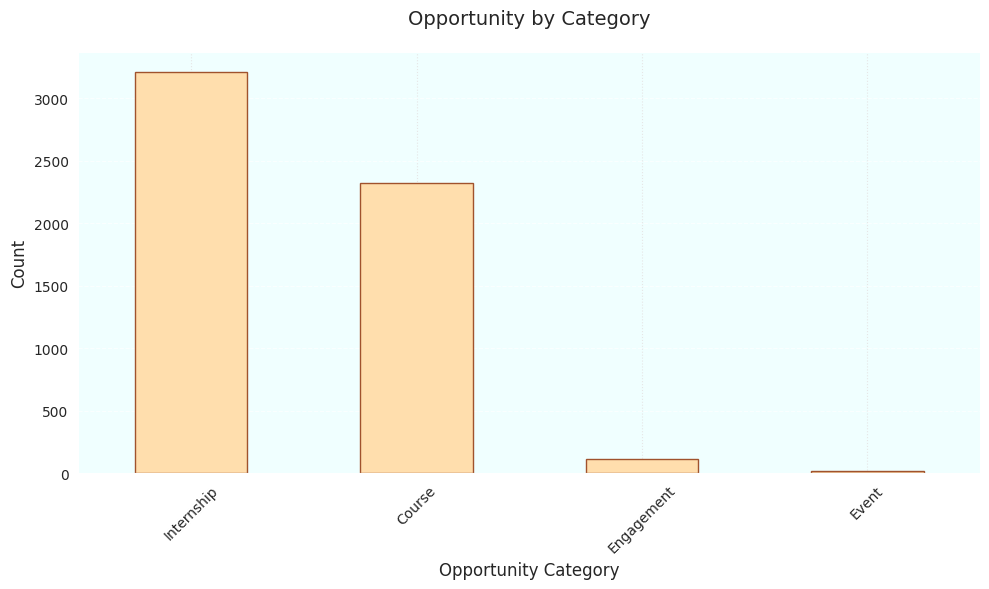 Opportunity by Category
3000
2500
2000
1500
1000
500
0
Count
Internship
Course
Engagement
Event
Opportunity Category